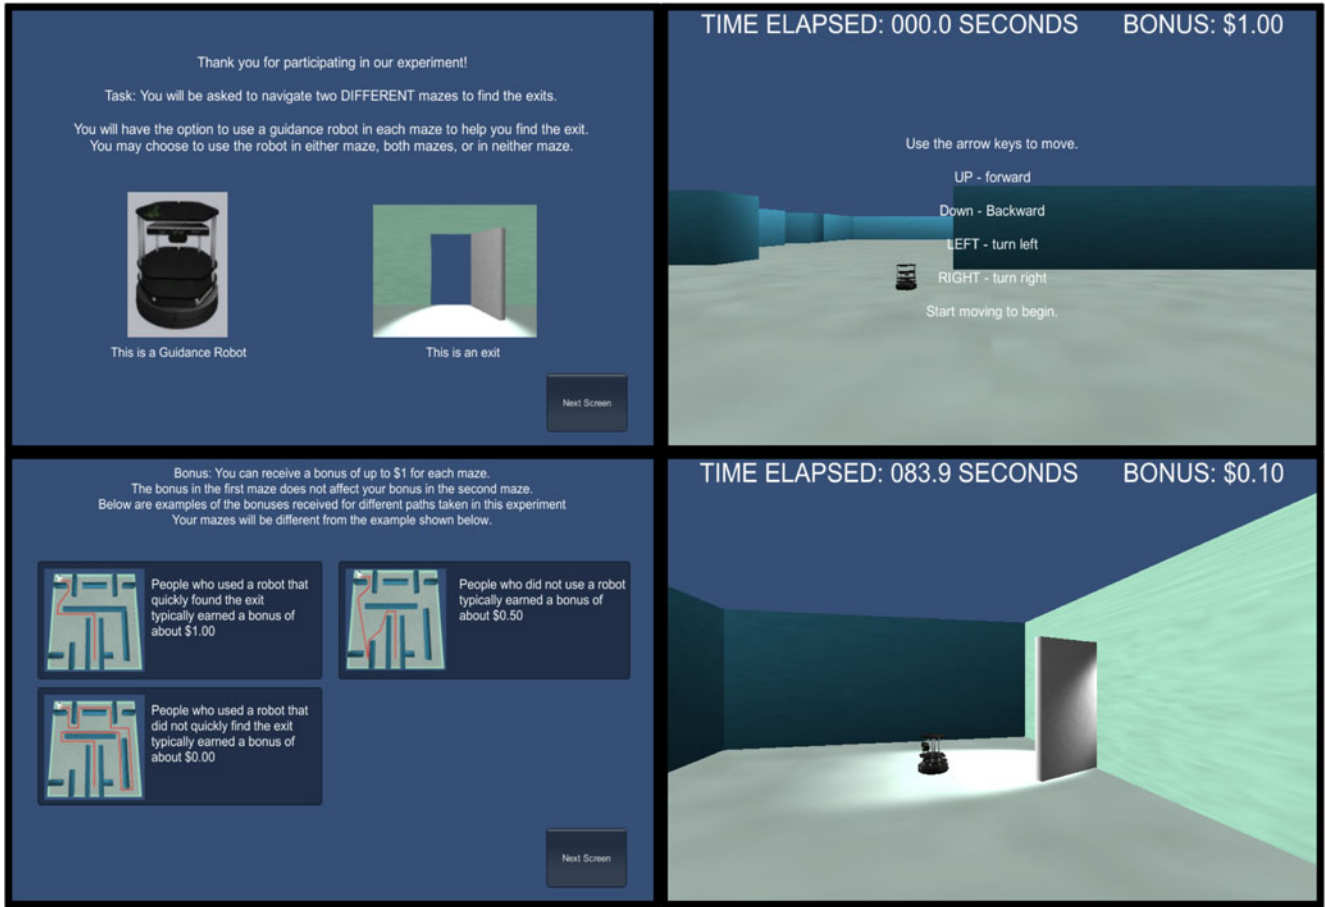 Thank you for participating in our experiment!
Task: You will be asked to navigate two DIFFERENT mazes to find the exits.
You will have the option to use a guidance robot in each maze to help you find the exit.
You may choose to use the robot in either maze, both mazes, or in neither maze.
This is a Guidance Robot
This is an exit
Next Screen
TIME ELAPSED: 000.0 SECONDS BONUS: $1.00
Use the arrow keys to move.
UP - forward
Down - Backward
LEFT - turn left
RIGHT - turn right
Start moving to begin.
Bonus: You can receive a bonus of up to $1 for each maze.
The bonus in the first maze does not affect your bonus in the second maze.
Below are examples of the bonuses received for different paths taken in this experiment
Your mazes will be different from the example shown below.
People who used a robot that
quickly found the exit
typically earned a bonus of
about $1.00
People who did not use a robot
typically earned a bonus of
about $0.50
People who used a robot that
did not quickly find the exit
typically earned a bonus of
about $0.00
Next Screen
TIME ELAPSED: 083.9 SECONDS BONUS: $0.10